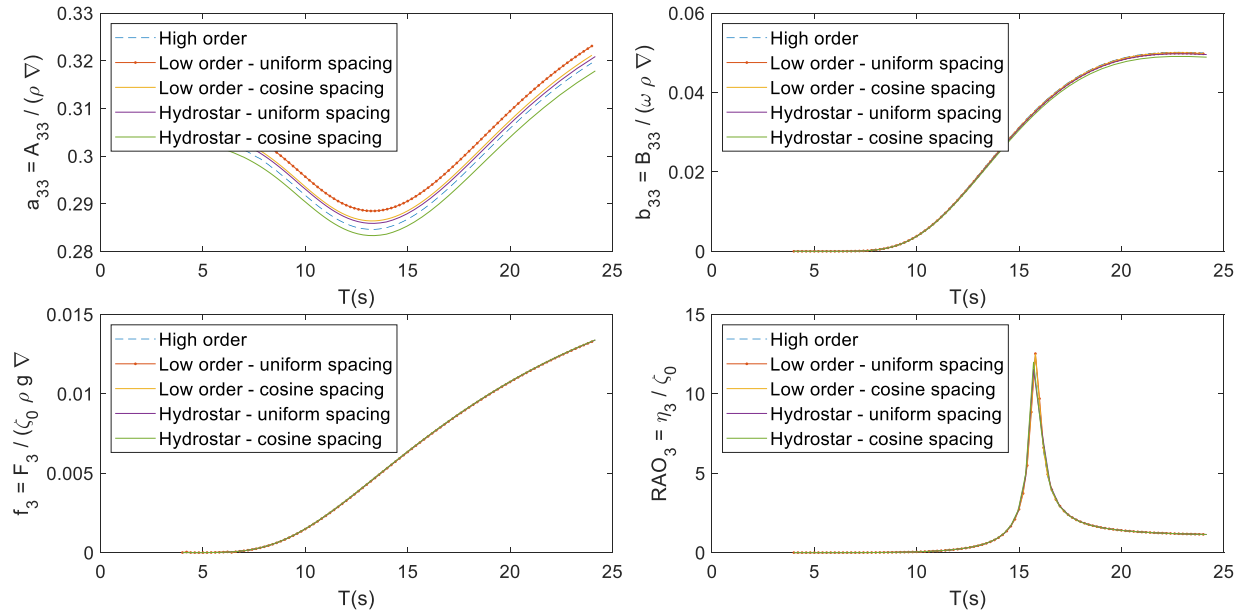 0.33
0.32
0.31
0.3
0.29
0.28
a33 = A33 / (ρ ∇)
High order
Low order - uniform spacing
Low order - cosine spacing
Hydrostar - uniform spacing
Hydrostar - cosine spacing
0 5 10 15 20 25
T(s)
0.06
0.04
0.02
0
b33 = B33 / (ω ρ ∇)
High order
Low order - uniform spacing
Low order - cosine spacing
Hydrostar - uniform spacing
Hydrostar - cosine spacing
0 5 10 15 20 25
T(s)
0.015
0.01
0.005
0
f3 = F3 / (ζ0 ρ g ∇
High order
Low order - uniform spacing
Low order - cosine spacing
Hydrostar - uniform spacing
Hydrostar - cosine spacing
0 5 10 15 20 25
T(s)
15
10
5
0
RAO3 = η3 / ζ0
High order
Low order - uniform spacing
Low order - cosine spacing
Hydrostar - uniform spacing
Hydrostar - cosine spacing
0 5 10 15 20 25
T(s)